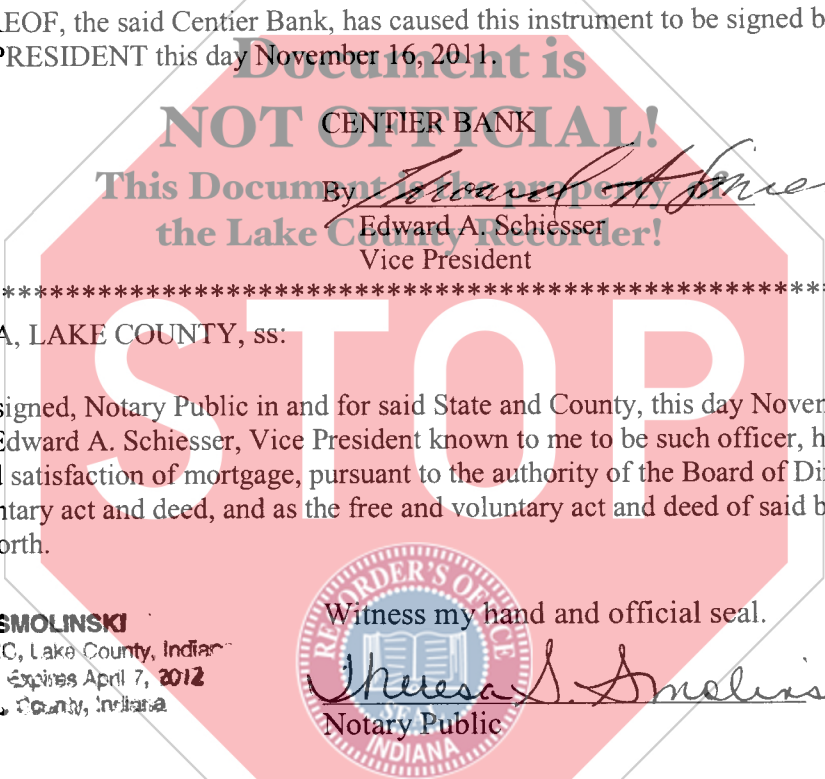 EOF, the said Centier Bank, has caused this instrument to be signed b
PRESIDENT this day November 16, 2011.
Document is
NOT OFFICIAL!
CENTIER BANK
This Document is the property of
the Lake County Recorder!
By Edward A Schie
Edward A. Schiesser
Vice President
****************************************************
A, LAKE COUNTY, ss:
STOP
signed, Notary Public in and for said State and County, this day Novem
Edward A. Schiesser, Vice President known to me to be such officer, h
satisfaction of mortgage, pursuant to the authority of the Board of Di
ntary act and deed, and as the free and voluntary act and deed of said b
orth.
RECORDER'S OFFICE
SEAL
INDIANA
SMOLINSKI
C, Lake County, Indian
Expires April 7, 2012
County, Indiana
Witness my hand and official seal.
Theresa S. Smolins
Notary Public